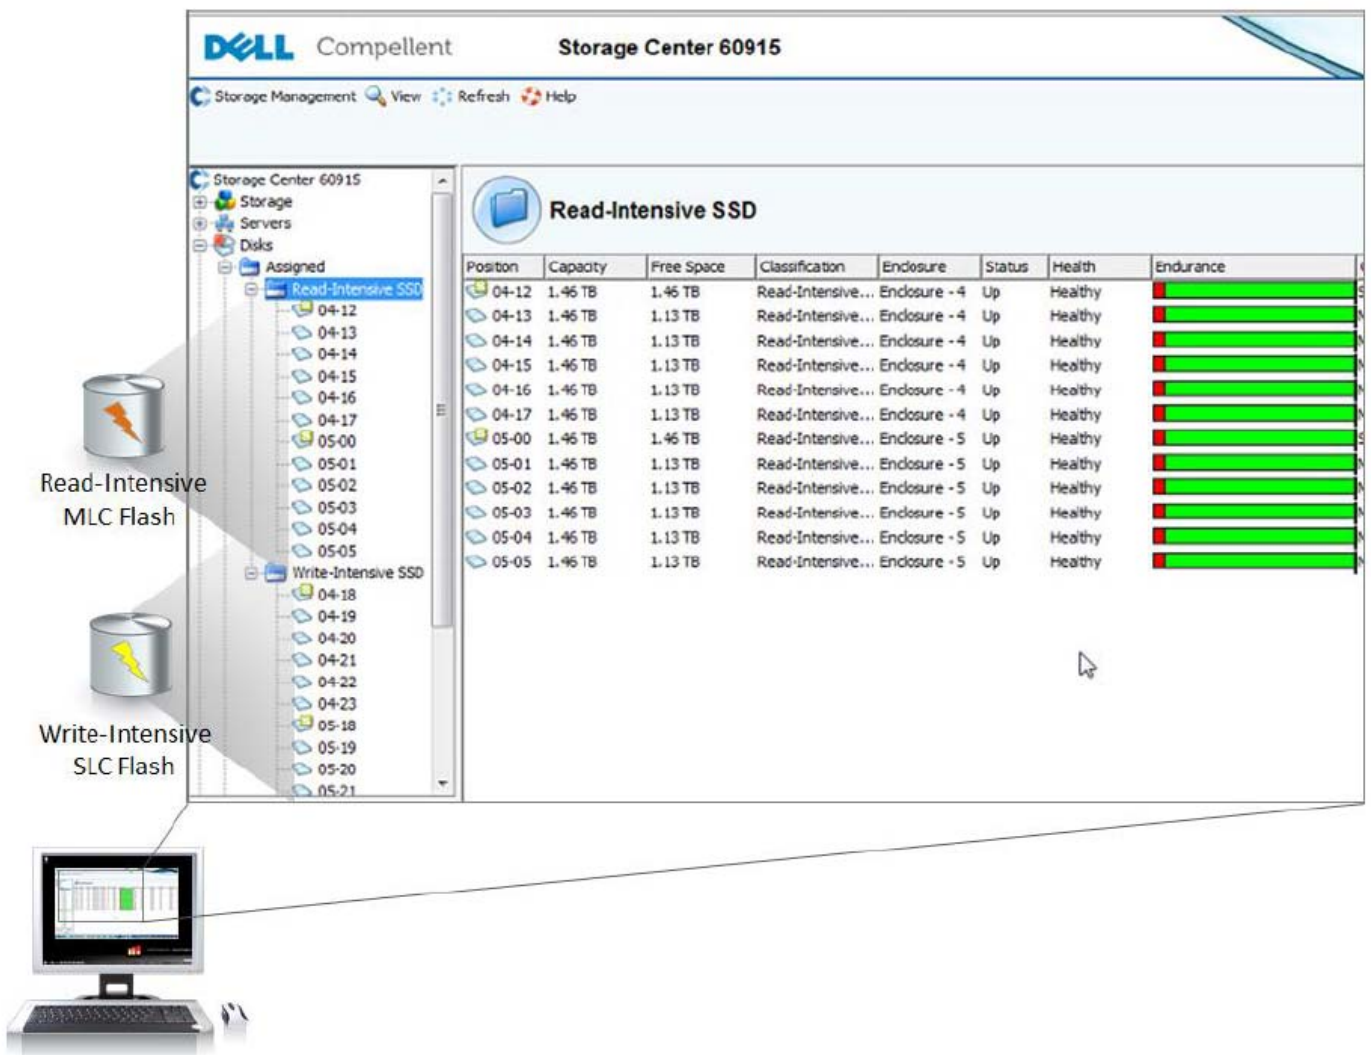 DELL Compellent Storage Center 60915
Storage Management View Refresh Help
Storage Center 60915
Storage
Servers
Disks
Assigned
Read-Intensive SSD
04-12
04-13
04-14
04-15
04-16
04-17
05-00
05-01
05-02
05-03
05-04
05-05
Write-Intensive SSD
04-18
04-19
04-20
04-21
04-22
04-23
05-18
05-19
05-20
05-21
Read-Intensive SSD
Position Capacity Free Space Classification Enclosure Status Health Endurance
04-12 1.46 TB 1.46 TB Read-Intensive... Enclosure - 4 Up Healthy
04-13 1.46 TB 1.13 TB Read-Intensive... Enclosure - 4 Up Healthy
04-14 1.46 TB 1.13 TB Read-Intensive... Enclosure - 4 Up Healthy
04-15 1.46 TB 1.13 TB Read-Intensive... Enclosure - 4 Up Healthy
04-16 1.46 TB 1.13 TB Read-Intensive... Enclosure - 4 Up Healthy
04-17 1.46 TB 1.13 TB Read-Intensive... Enclosure - 4 Up Healthy
05-00 1.46 TB 1.46 TB Read-Intensive... Enclosure - 5 Up Healthy
05-01 1.46 TB 1.13 TB Read-Intensive... Enclosure - 5 Up Healthy
05-02 1.46 TB 1.13 TB Read-Intensive... Enclosure - 5 Up Healthy
05-03 1.46 TB 1.13 TB Read-Intensive... Enclosure - 5 Up Healthy
05-04 1.46 TB 1.13 TB Read-Intensive... Enclosure - 5 Up Healthy
05-05 1.46 TB 1.13 TB Read-Intensive... Enclosure - 5 Up Healthy
Read-Intensive
MLC Flash
Write-Intensive
SLC Flash